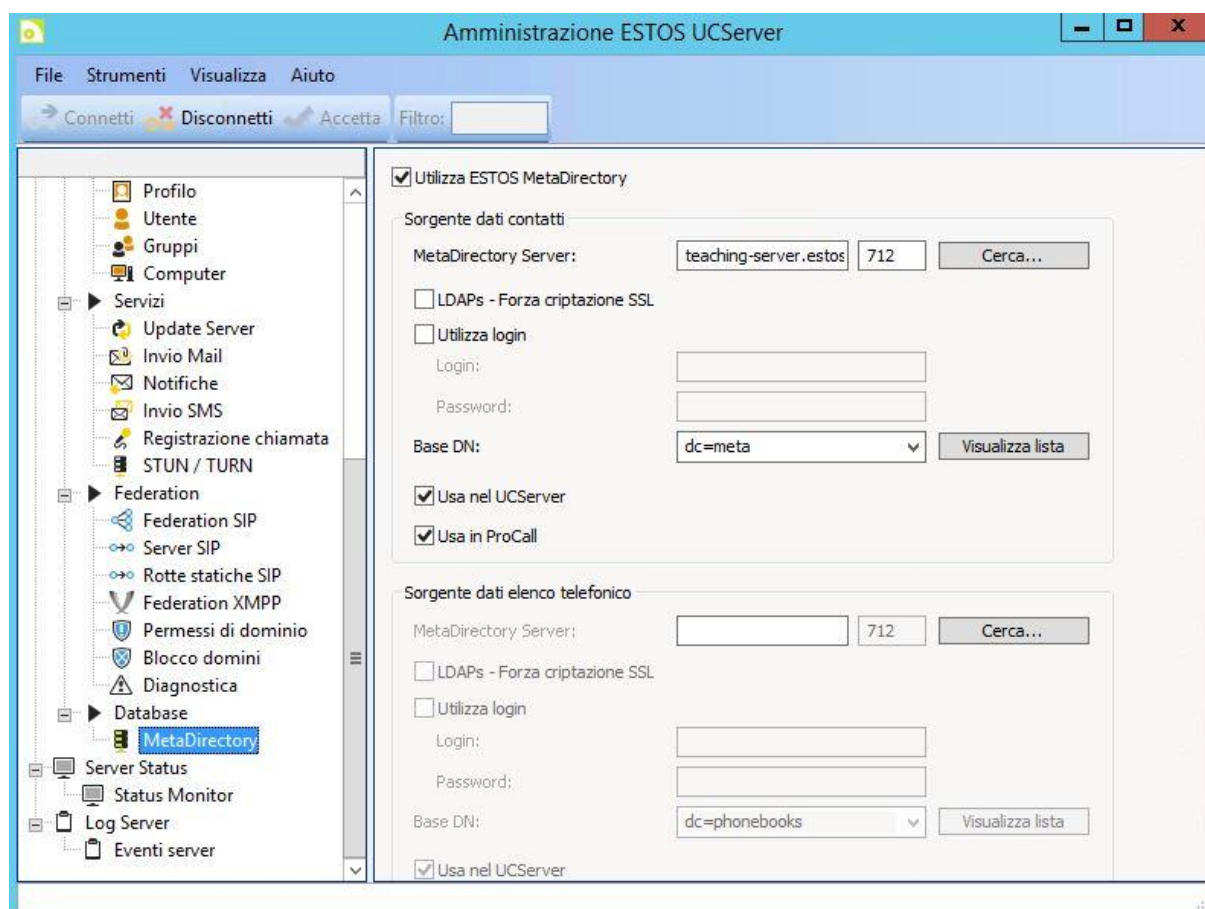 Amministrazione ESTOS UCServer
File Strumenti Visualizza Aiuto
Connetti Disconnetti Accetta Filtro:
Profilo
Utente
Gruppi
Computer
Servizi
Update Server
Invio Mail
Notifiche
Invio SMS
Registrazione chiamata
STUN / TURN
Federation
Federation SIP
Server SIP
Rotte statiche SIP
Federation XMPP
Permessi di dominio
Blocco domini
Diagnostica
Database
MetaDirectory
Server Status
Status Monitor
Log Server
Eventi server
Utilizza ESTOS MetaDirectory
Sorgente dati contatti
MetaDirectory Server: teaching-server.estos 712 Cerca...
LDAPs - Forza criptazione SSL
Utilizza login
Login:
Password:
Base DN: dc=meta Visualizza lista
Usa nel UCServer
Usa in ProCall
Sorgente dati elenco telefonico
MetaDirectory Server: 712 Cerca...
LDAPs - Forza criptazione SSL
Utilizza login
Login:
Password:
Base DN: dc=phonebooks Visualizza lista
Usa nel UCServer